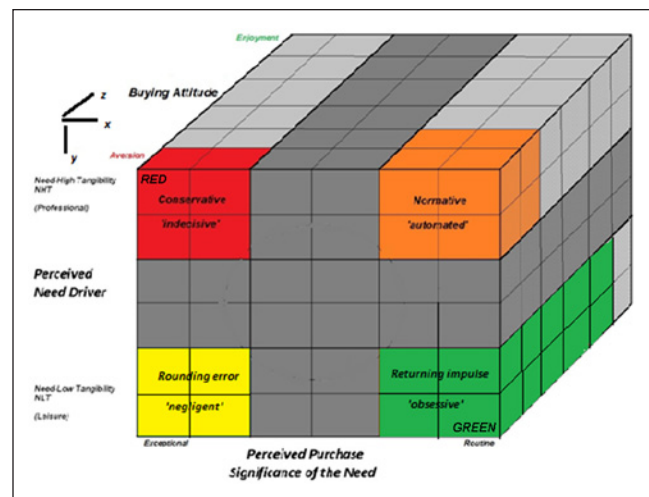 Enjoyment
Buying Attitude
z
x
y
Aversion
Need-High Tangibility
NHT
(Professional)
RED
Conservative
'indecisive'
Normative
'automated'
Perceived
Need Driver
Need-Low Tangibility
NLT
(Leisure)
Rounding error
'negligent'
Returning impulse
'obsessive'
GREEN
Exceptional
Routine
Perceived Purchase
Significance of the Need